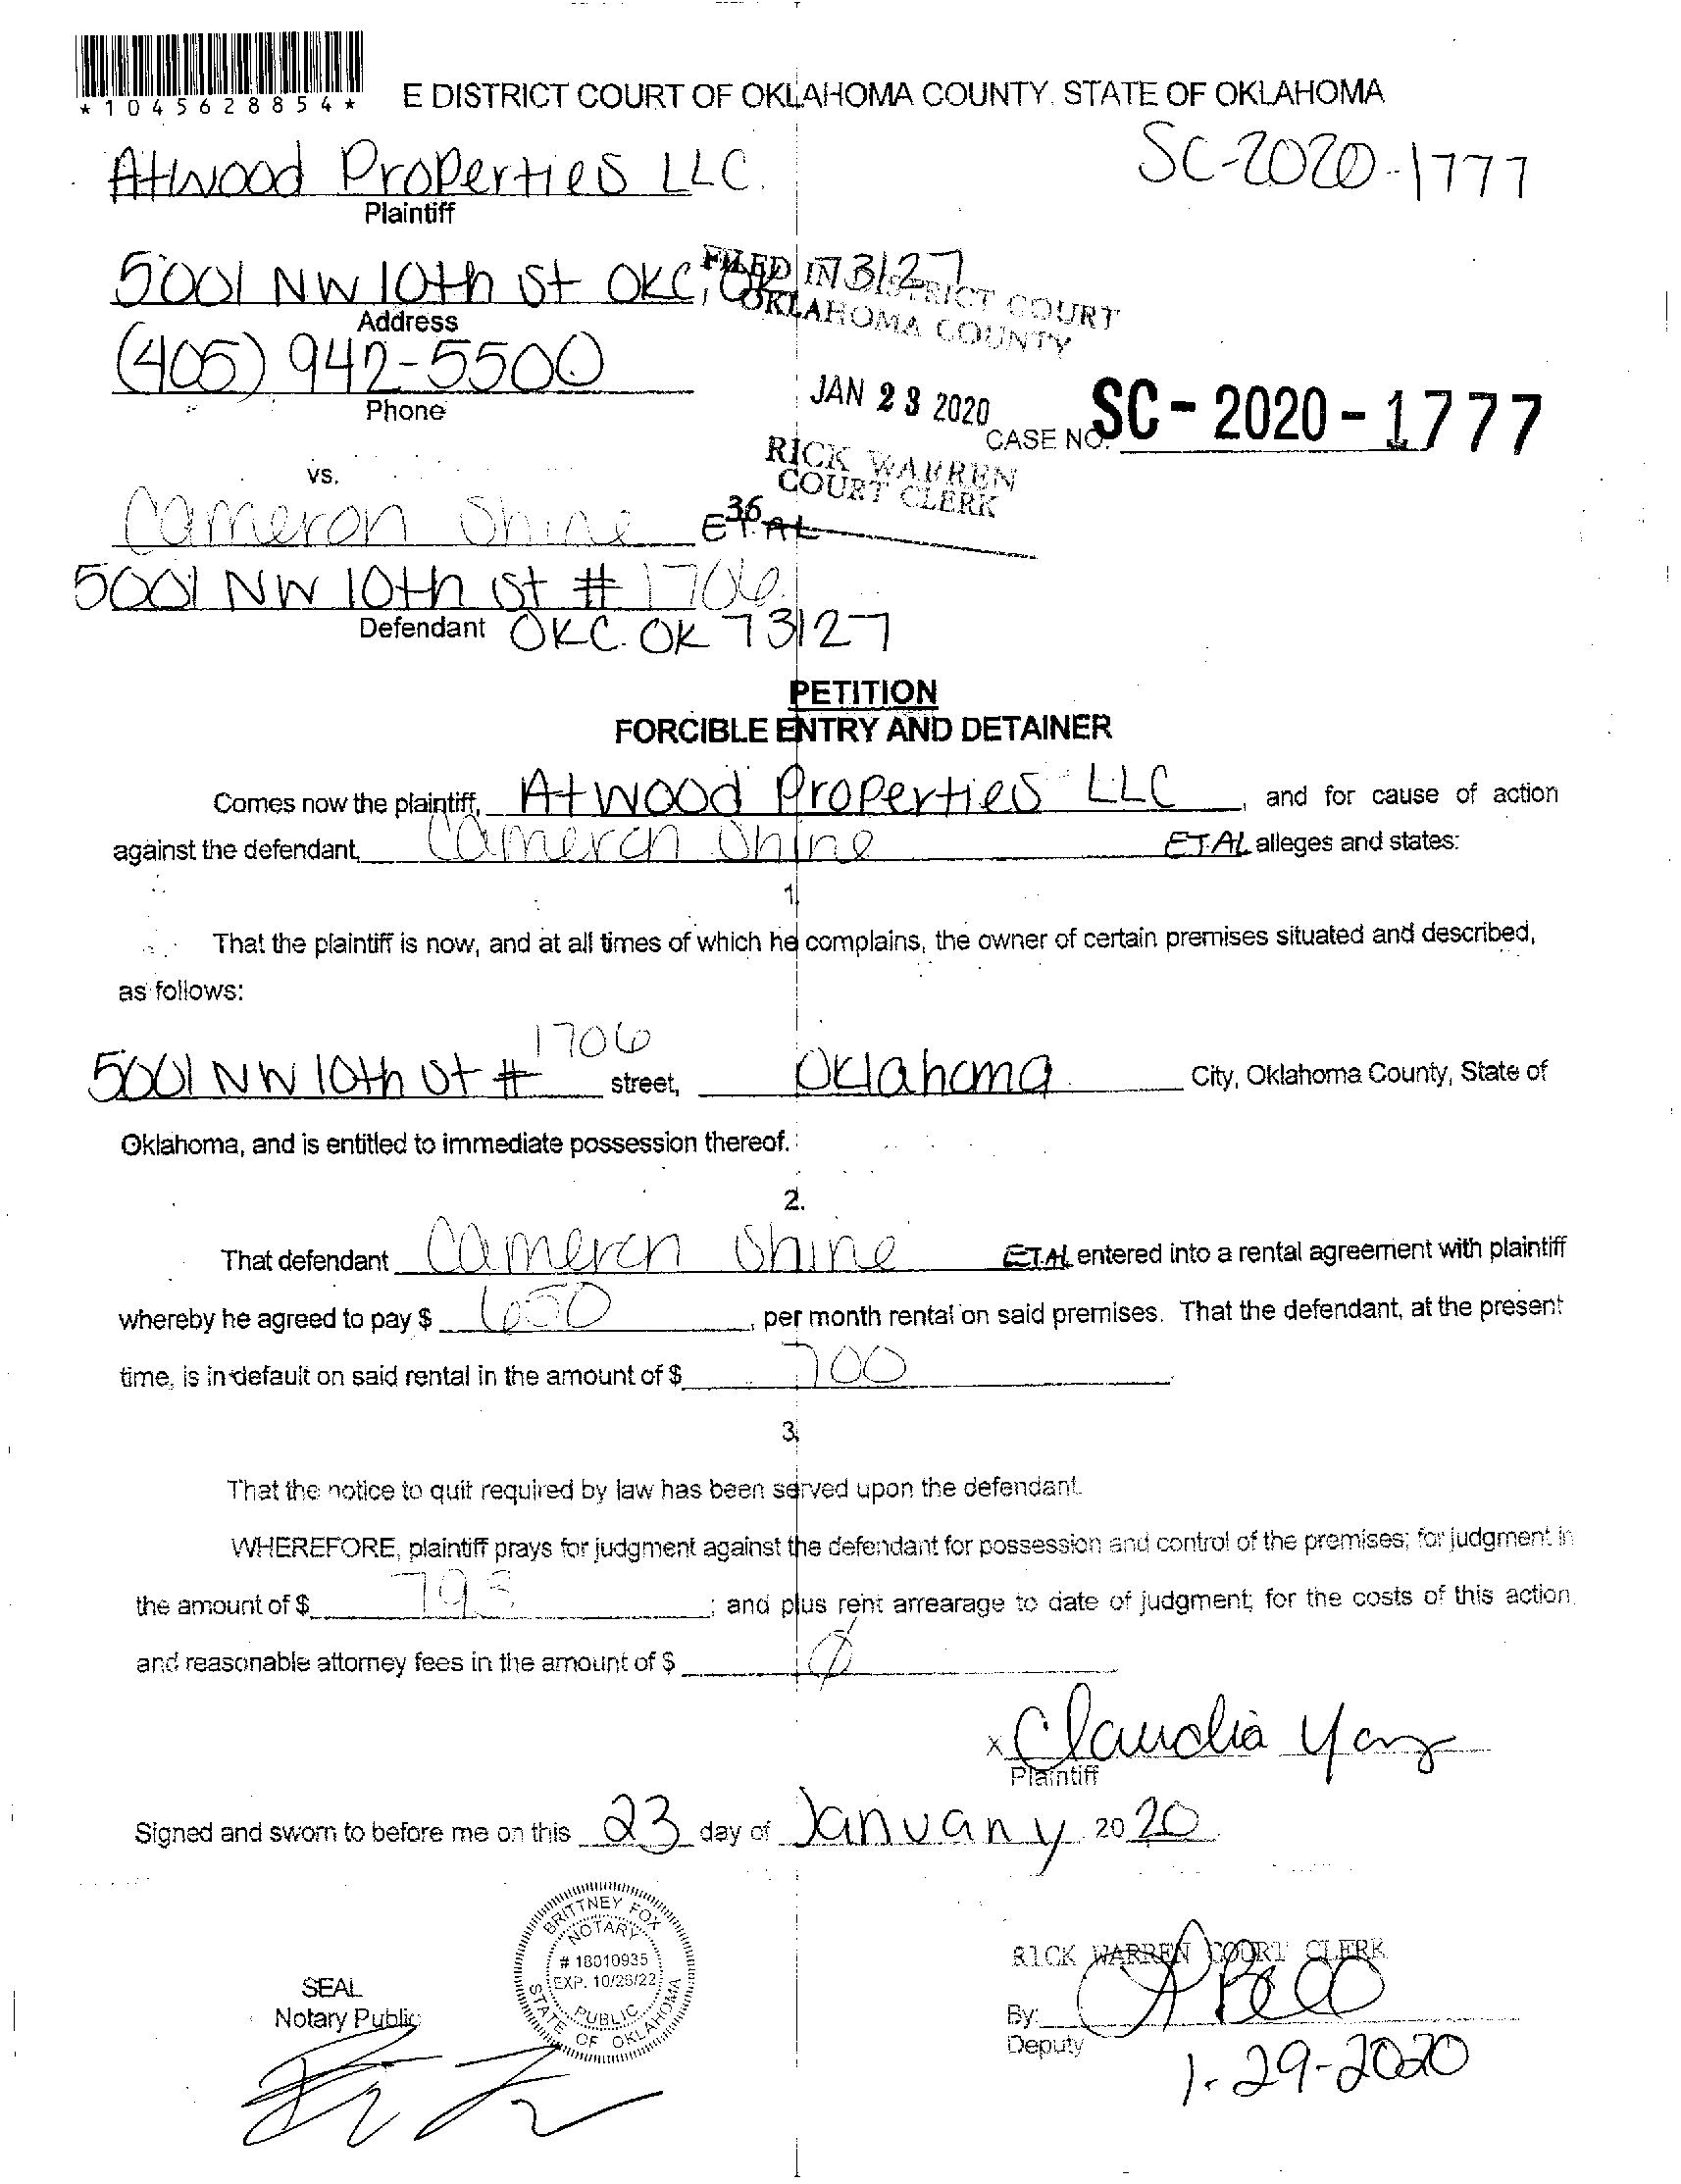 *1045628854*
E DISTRICT COURT OF OKLAHOMA COUNTY, STATE OF OKLAHOMA
Atwood Properties LLC.
SC-2020-1777
Plaintiff
5001 NW 10th St OKC, OK 73127
FILED IN DISTRICT COURT
OKLAHOMA COUNTY
Address
(405) 942-5500
Phone
JAN 23 2020
CASE NO. SC-2020-1777
RICK WARREN
COURT CLERK
vs.
36
Cameron Shine ET AL
5001 NW 10th St # 1706
Defendant OKC. OK 73127
PETITION
FORCIBLE ENTRY AND DETAINER
Comes now the plaintiff, Atwood Properties LLC, and for cause of action
against the defendant, Cameron Shine ET.AL alleges and states:
1.
That the plaintiff is now, and at all times of which he complains, the owner of certain premises situated and described,
as follows:
5001 NW 10th St # 1706 street, Oklahoma City, Oklahoma County, State of
Oklahoma, and is entitled to immediate possession thereof.
2.
That defendant Cameron Shine ET.AL entered into a rental agreement with plaintiff
whereby he agreed to pay $ 650, per month rental on said premises. That the defendant, at the present
time, is in default on said rental in the amount of $ 700
3.
That the notice to quit required by law has been served upon the defendant.
WHEREFORE, plaintiff prays for judgment against the defendant for possession and control of the premises; for judgment in
the amount of $ 793; and plus rent arrearage to date of judgment; for the costs of this action
and reasonable attorney fees in the amount of $ Ø
x Claudia
Plaintiff
Signed and sworn to before me on this 23 day of January 2020
BRITTNEY FOX
NOTARY
# 18010935
EXP. 10/28/22
PUBLIC
STATE OF OKLAHOMA
SEAL
Notary Public
RICK WARREN COURT CLERK
By:
Deputy
1-29-2020